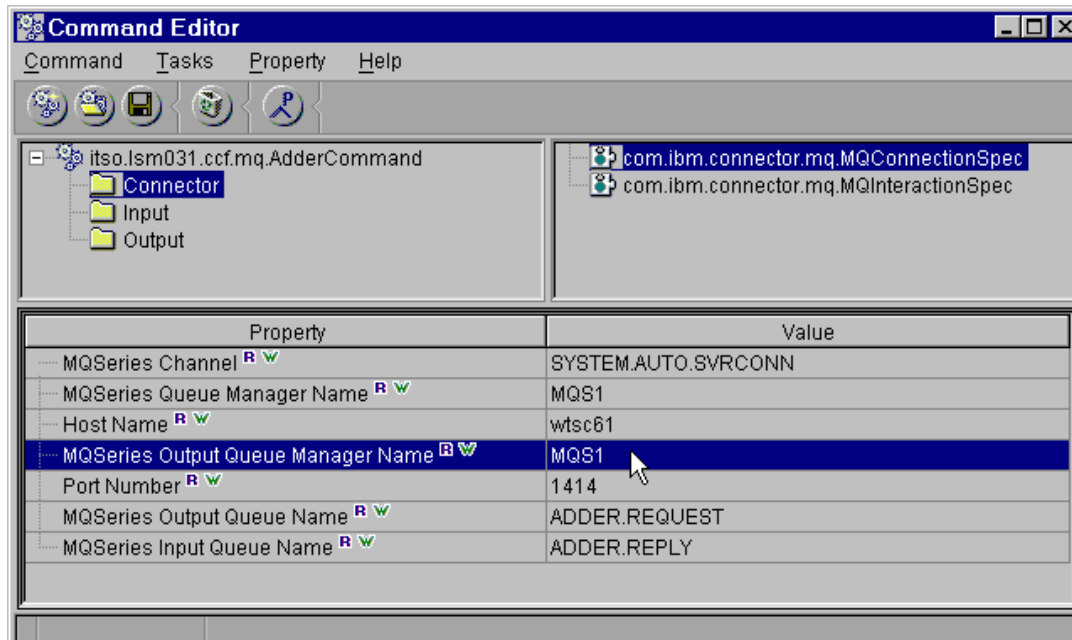 Command Editor
Command Tasks Property Help
P
itso.lsm031.ccf.mq.AdderCommand
Connector
Input
Output
com.ibm.connector.mq.MQConnectionSpec
com.ibm.connector.mq.MQInteractionSpec
Property Value
MQSeries Channel R W SYSTEM.AUTO.SVRCONN
MQSeries Queue Manager Name R W MQS1
Host Name R W wtsc61
MQSeries Output Queue Manager Name R W MQS1
Port Number R W 1414
MQSeries Output Queue Name R W ADDER.REQUEST
MQSeries Input Queue Name R W ADDER.REPLY